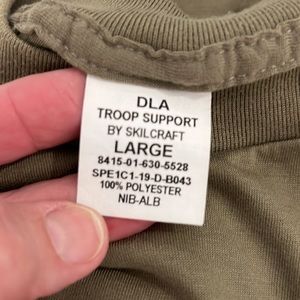 DLA
TROOP SUPPORT
BY SKILCRAFT
LARGE
8415-01-630-5528
SPE1C1-19-D-B043
100% POLYESTER
NIB-ALB